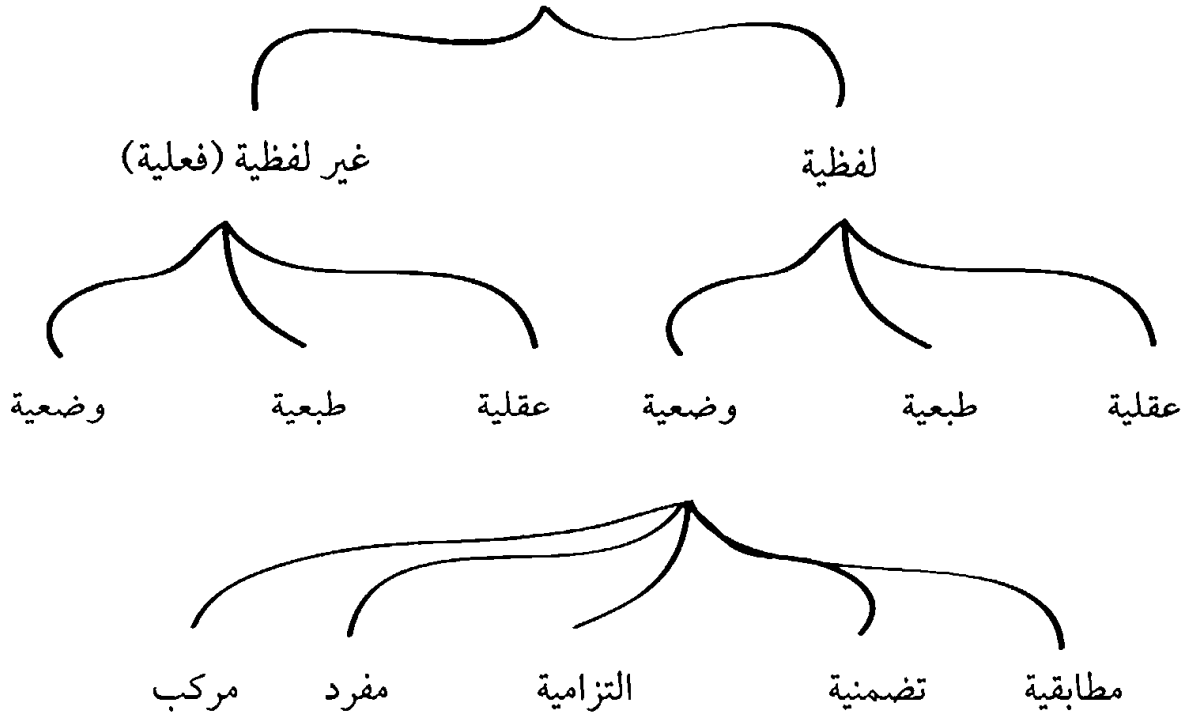 لفظية غير لفظية (فعلية)
عقلية طبعية وضعية عقلية طبعية وضعية
مطابقية تضمنية التزامية مفرد مركب